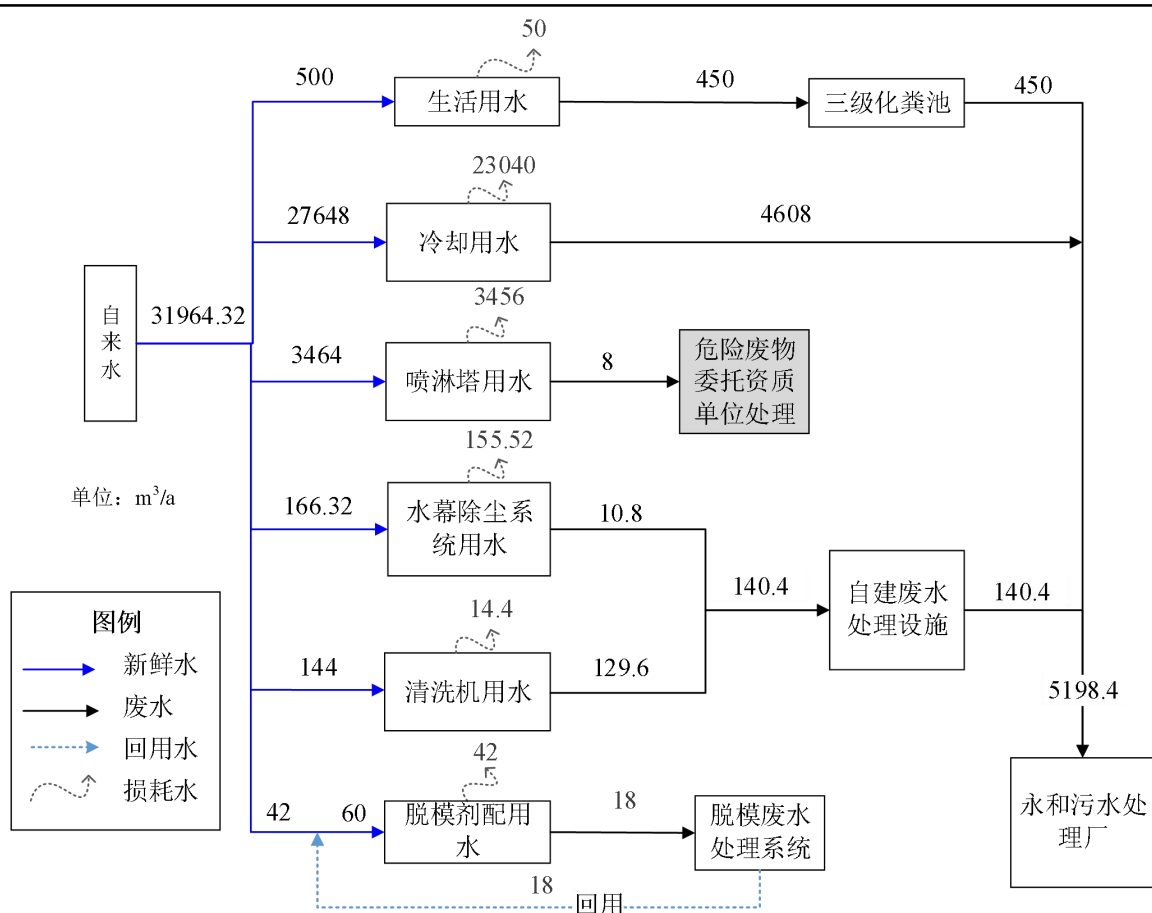 50
500
生活用水
450
三级化粪池
450
23040
27648
冷却用水
4608
自
来
水
31964.32
3456
3464
喷淋塔用水
8
危险废物
委托资质
单位处理
155.52
单位：m³/a
166.32
水幕除尘系
统用水
10.8
140.4
自建废水
处理设施
140.4
14.4
144
清洗机用水
129.6
5198.4
图例
新鲜水
废水
回用水
损耗水
42
42
60
脱模剂配用
水
18
脱模废水
处理系统
永和污水处
理厂
18
回用